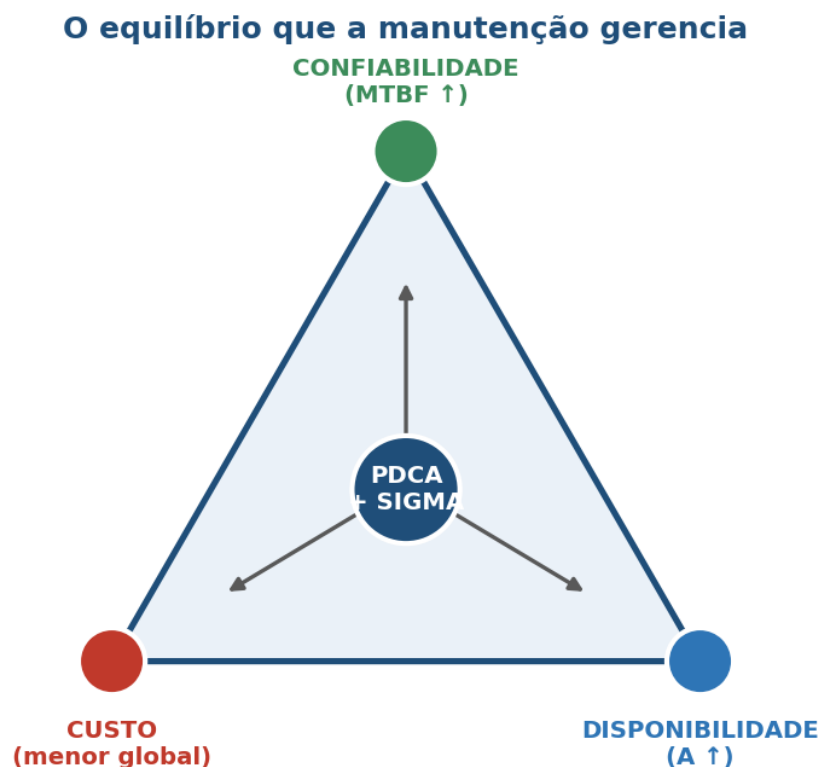 O equilíbrio que a manutenção gerencia
CONFIABILIDADE
(MTBF ↑)
PDCA
+ SIGMA
CUSTO
(menor global)
DISPONIBILIDADE
(A ↑)